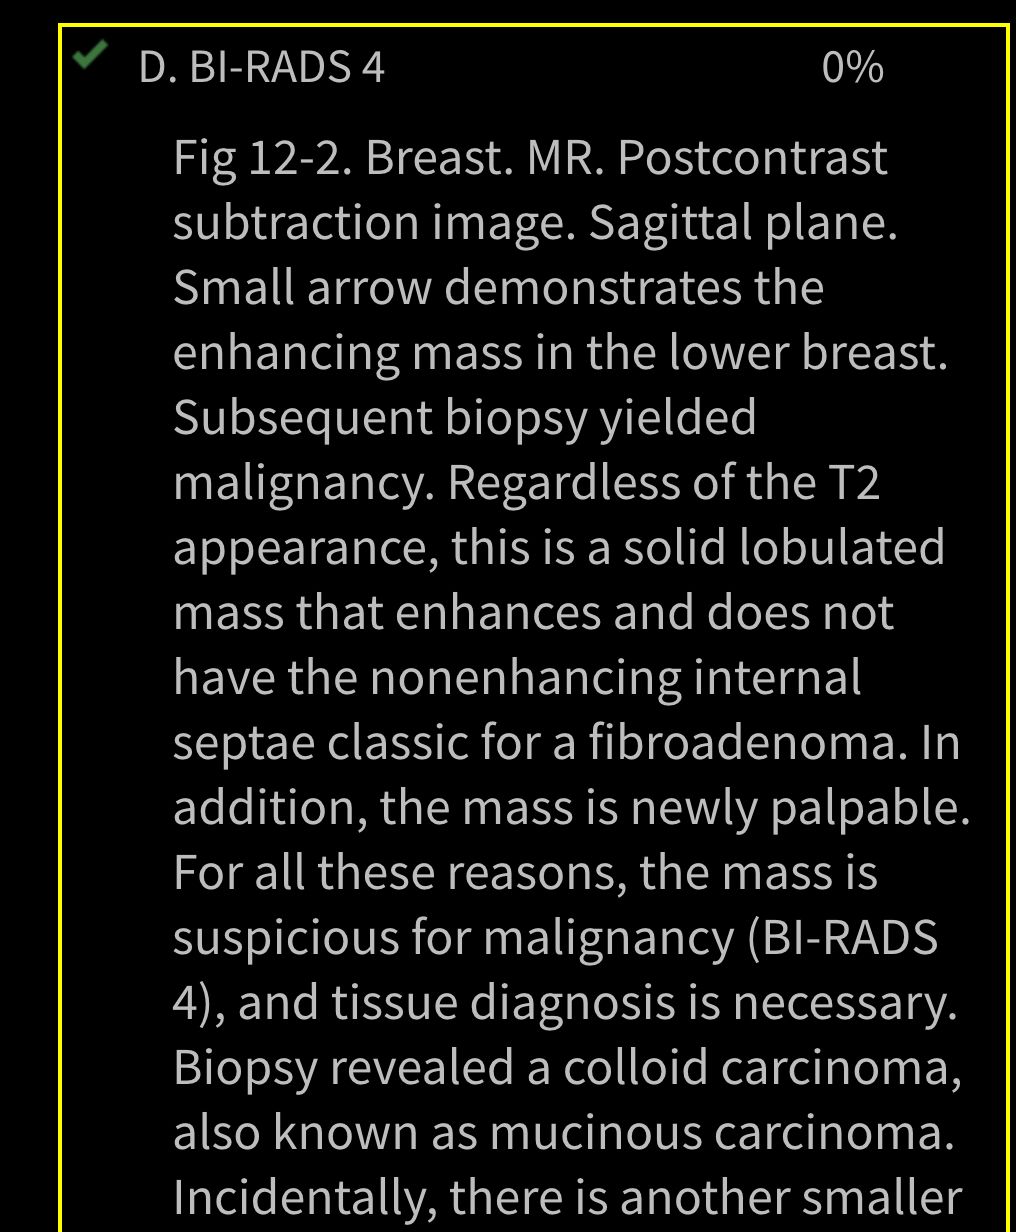 D. BI-RADS 4 0%
Fig 12-2. Breast. MR. Postcontrast
subtraction image. Sagittal plane.
Small arrow demonstrates the
enhancing mass in the lower breast.
Subsequent biopsy yielded
malignancy. Regardless of the T2
appearance, this is a solid lobulated
mass that enhances and does not
have the nonenhancing internal
septae classic for a fibroadenoma. In
addition, the mass is newly palpable.
For all these reasons, the mass is
suspicious for malignancy (BI-RADS
4), and tissue diagnosis is necessary.
Biopsy revealed a colloid carcinoma,
also known as mucinous carcinoma.
Incidentally, there is another smaller